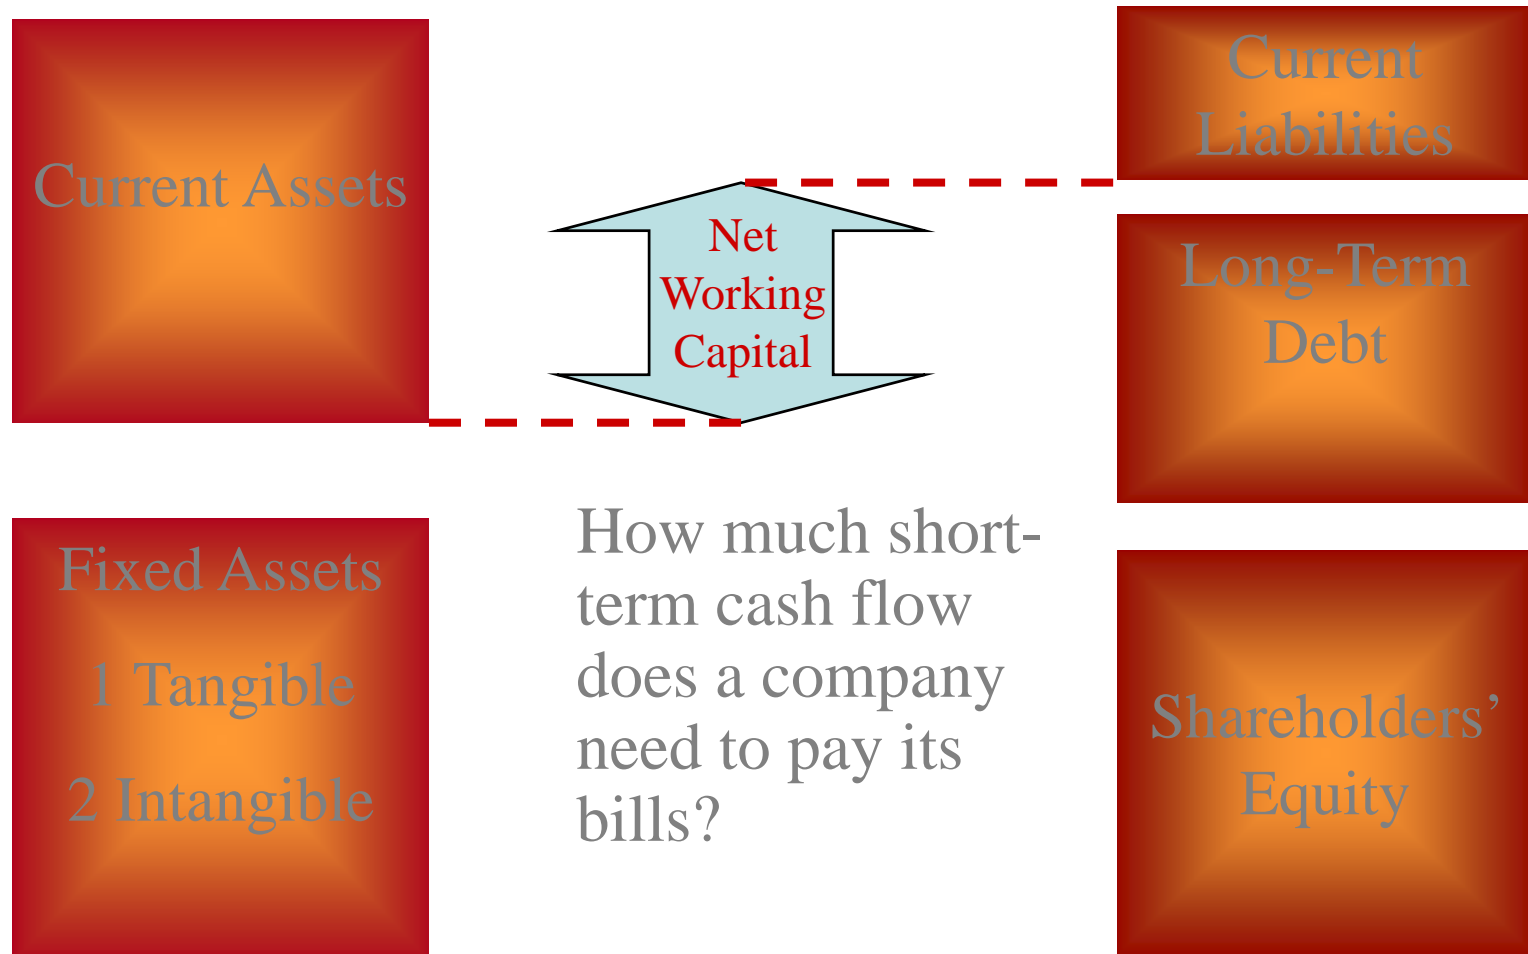 Current Assets
Fixed Assets
1 Tangible
2 Intangible
Net
Working
Capital
How much short-
term cash flow
does a company
need to pay its
bills?
Current
Liabilities
Long-Term
Debt
Shareholders’
Equity